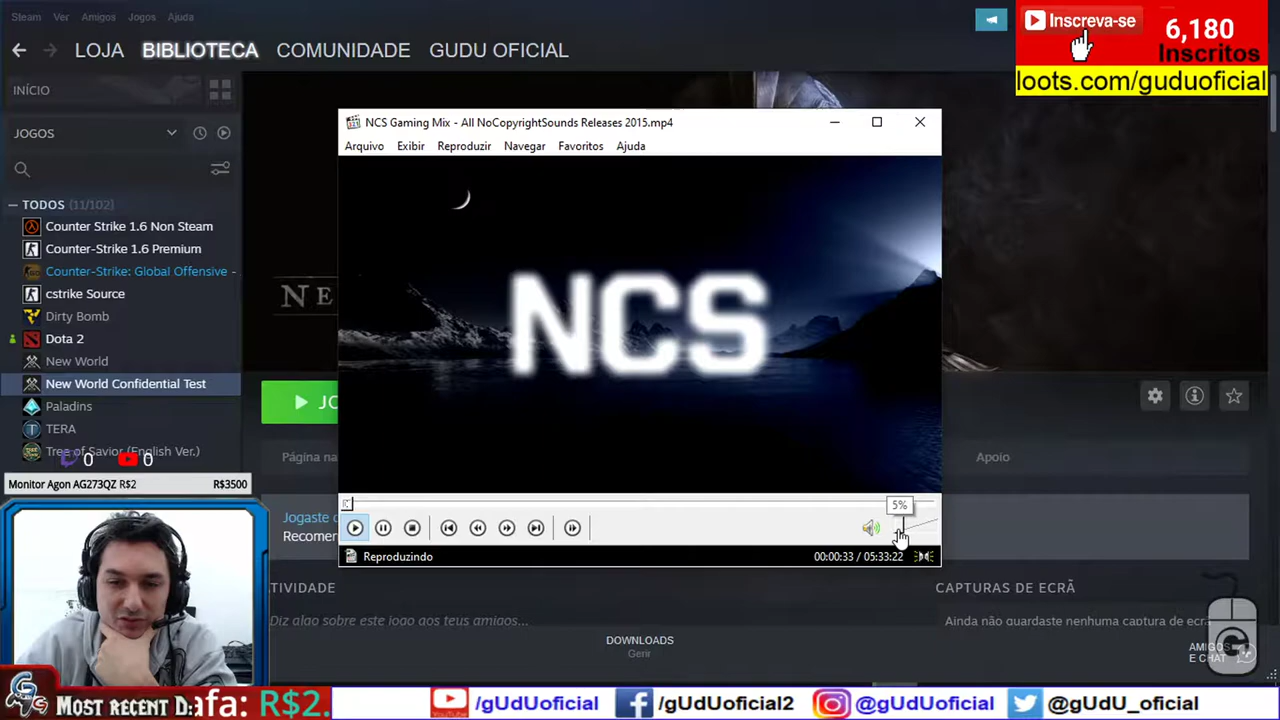 Steam Ver Amigos Jogos Ajuda
LOJA BIBLIOTECA COMUNIDADE GUDU OFICIAL
Inscreva-se
6,180
Inscritos
loots.com/guduoficial
INÍCIO
JOGOS
TODOS (11/102)
Counter Strike 1.6 Non Steam
Counter-Strike 1.6 Premium
Counter-Strike: Global Offensive -
cstrike Source
Dirty Bomb
Dota 2
New World
New World Confidential Test
Paladins
TERA
Tree of Savior (English Ver.)
0 0
Monitor Agon AG273QZ R$2 R$3500
NE
NCS Gaming Mix - All NoCopyrightSounds Releases 2015.mp4
Arquivo Exibir Reproduzir Navegar Favoritos Ajuda
NCS
5%
Reproduzindo
00:00:33 / 05:33:22
JO
Página na
Apoio
Jogaste c
Recomen
ATIVIDADE
Diz algo sobre este jogo aos teus amigos...
CAPTURAS DE ECRÃ
Ainda não guardaste nenhuma captura de ecrã
DOWNLOADS
Gerir
AMIGOS
E CHAT
MOST RECENT D: afa: R$2.
/gUdUoficial
/gUdUoficial2
@gUdUoficial
@gUdU_oficial